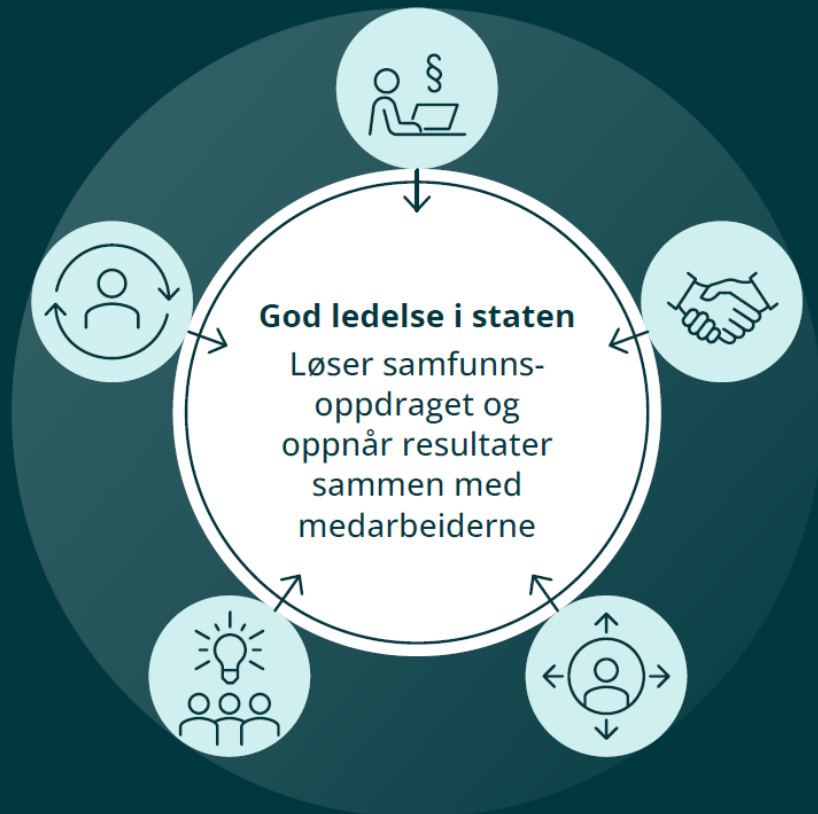 §
God ledelse i staten
Løser samfunns-
oppdraget og
oppnår resultater
sammen med
medarbeiderne